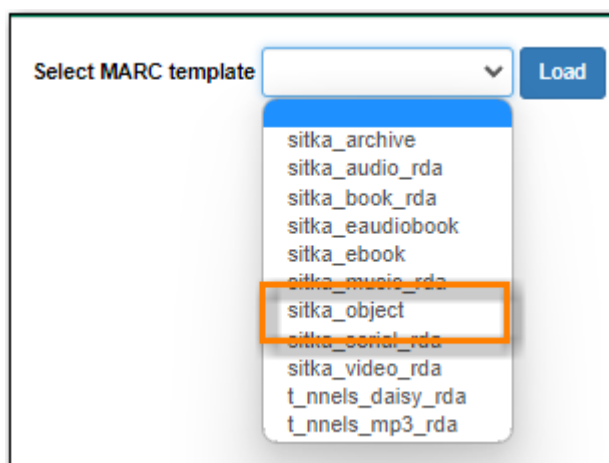 Select MARC template
Load
sitka_archive
sitka_audio_rda
sitka_book_rda
sitka_eaudiobook
sitka_ebook
sitka_music_rda
sitka_object
sitka_serial_rda
sitka_video_rda
t_nnels_daisy_rda
t_nnels_mp3_rda